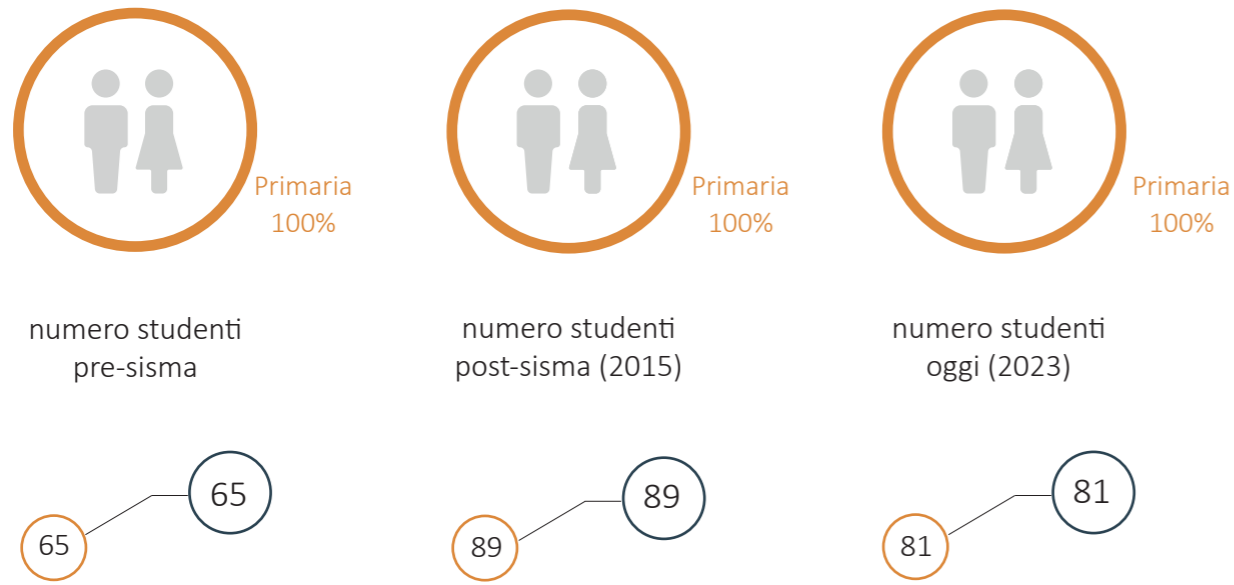 Primaria
100%
Primaria
100%
Primaria
100%
numero studenti
pre-sisma
numero studenti
post-sisma (2015)
numero studenti
oggi (2023)
65
65
89
89
81
81